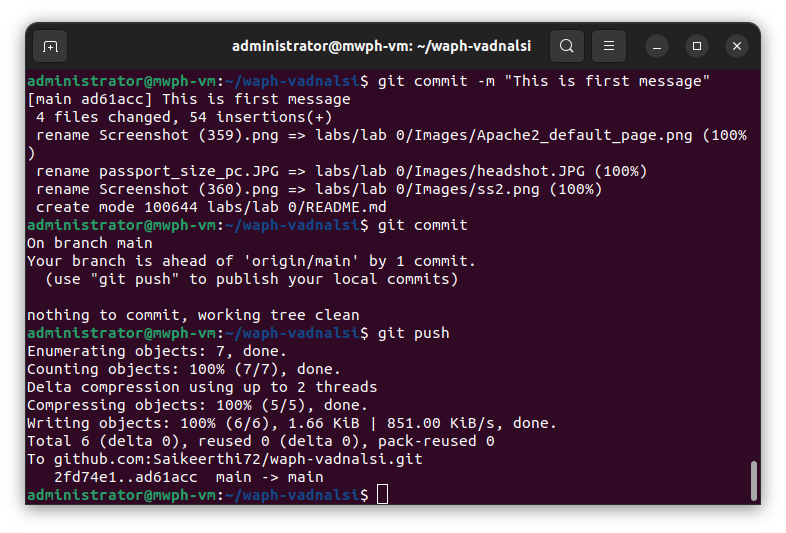 administrator@mwph-vm: ~/waph-vadnalsi
administrator@mwph-vm:~/waph-vadnalsi$ git commit -m "This is first message"
[main ad61acc] This is first message
 4 files changed, 54 insertions(+)
 rename Screenshot (359).png => labs/lab 0/Images/Apache2_default_page.png (100%
)
 rename passport_size_pc.JPG => labs/lab 0/Images/headshot.JPG (100%)
 rename Screenshot (360).png => labs/lab 0/Images/ss2.png (100%)
 create mode 100644 labs/lab 0/README.md
administrator@mwph-vm:~/waph-vadnalsi$ git commit
On branch main
Your branch is ahead of 'origin/main' by 1 commit.
  (use "git push" to publish your local commits)

nothing to commit, working tree clean
administrator@mwph-vm:~/waph-vadnalsi$ git push
Enumerating objects: 7, done.
Counting objects: 100% (7/7), done.
Delta compression using up to 2 threads
Compressing objects: 100% (5/5), done.
Writing objects: 100% (6/6), 1.66 KiB | 851.00 KiB/s, done.
Total 6 (delta 0), reused 0 (delta 0), pack-reused 0
To github.com:Saikeerthi72/waph-vadnalsi.git
   2fd74e1..ad61acc  main -> main
administrator@mwph-vm:~/waph-vadnalsi$